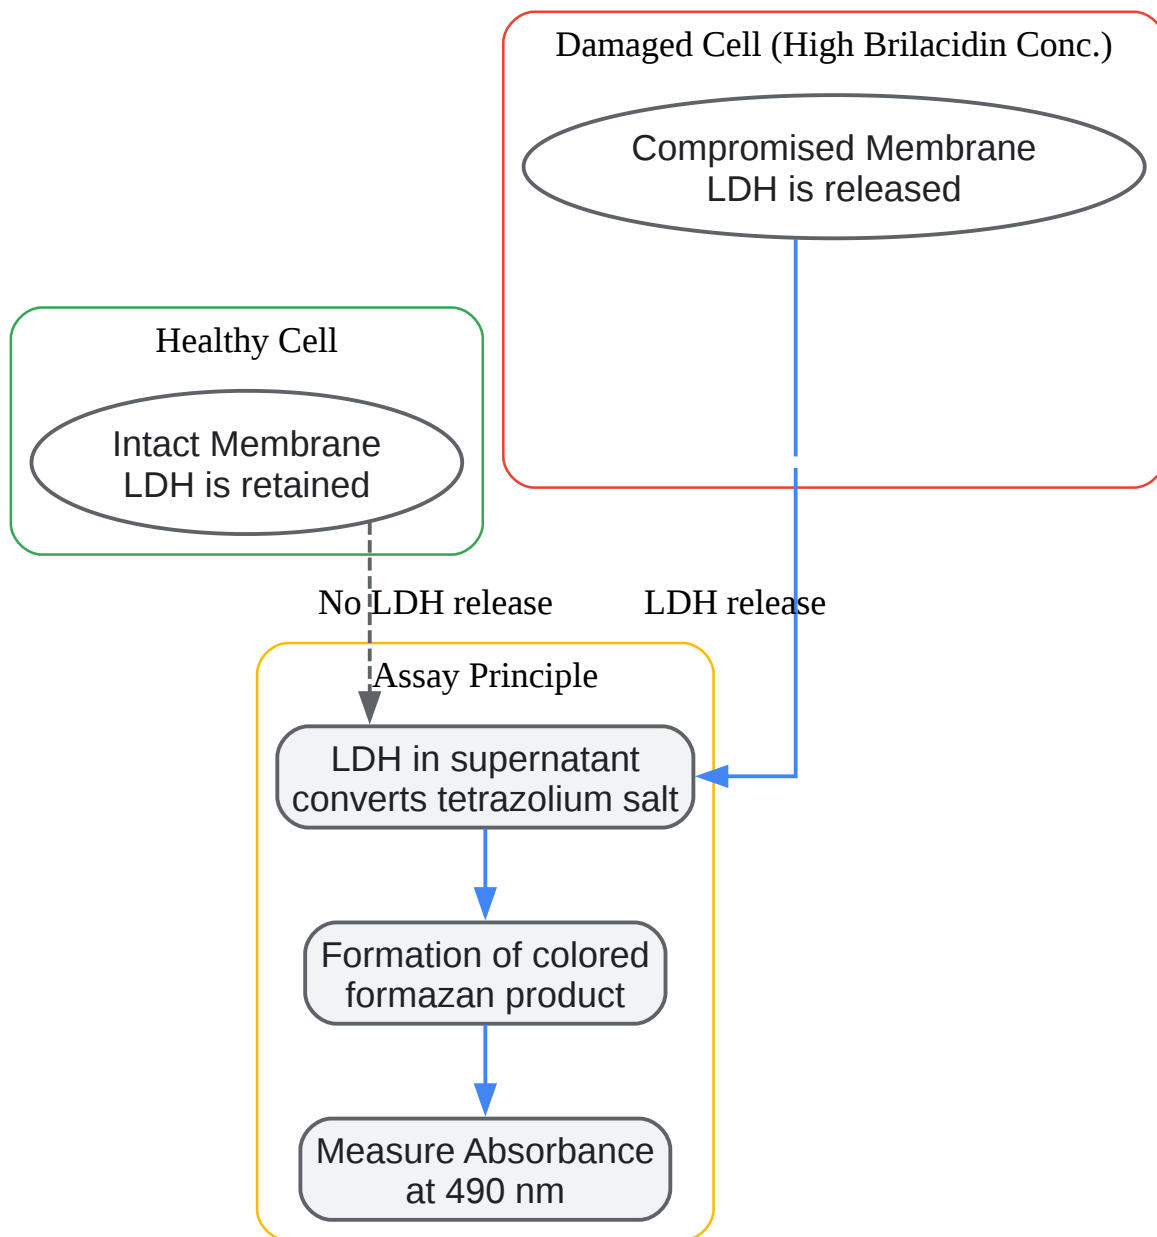 Damaged Cell (High Brilacidin Conc.)
Compromised Membrane
LDH is released
Healthy Cell
Intact Membrane
LDH is retained
No LDH release
LDH release
Assay Principle
LDH in supernatant
converts tetrazolium salt
Formation of colored
formazan product
Measure Absorbance
at 490 nm